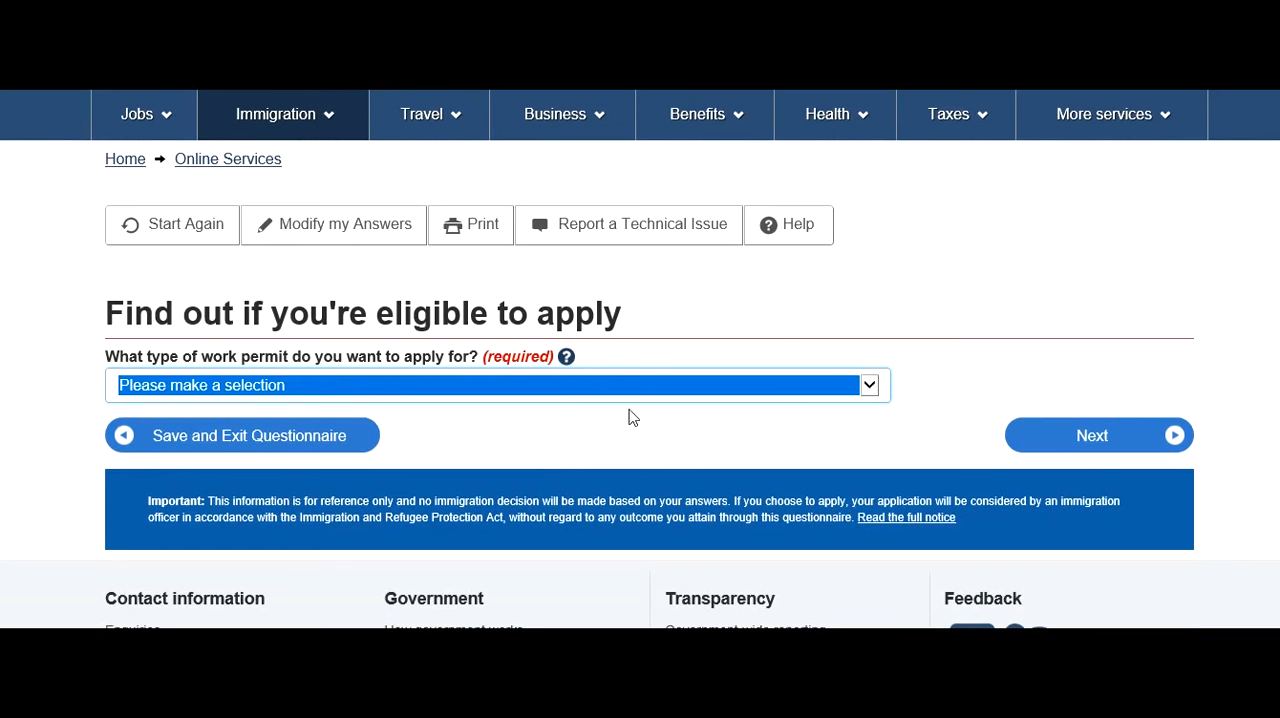 Jobs Immigration Travel Business Benefits Health Taxes More services
Home Online Services
Start Again Modify my Answers Print Report a Technical Issue Help
Find out if you're eligible to apply
What type of work permit do you want to apply for? (required)
Please make a selection
Save and Exit Questionnaire Next
Important: This information is for reference only and no immigration decision will be made based on your answers. If you choose to apply, your application will be considered by an immigration
officer in accordance with the Immigration and Refugee Protection Act, without regard to any outcome you attain through this questionnaire. Read the full notice
Contact information Government Transparency Feedback